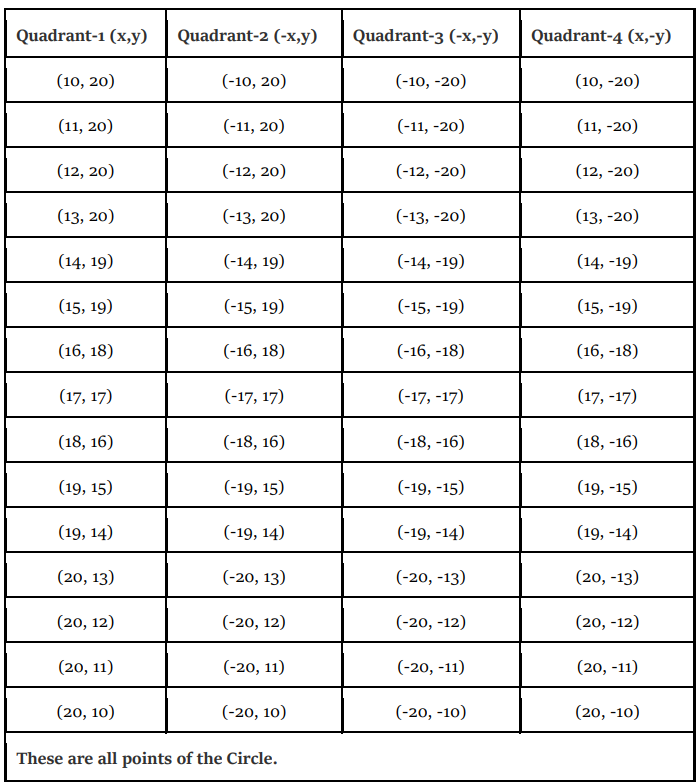 Quadrant-1 (x,y) Quadrant-2 (-x,y) Quadrant-3 (-x,-y) Quadrant-4 (x,-y)
(10, 20) (-10, 20) (-10, -20) (10, -20)
(11, 20) (-11, 20) (-11, -20) (11, -20)
(12, 20) (-12, 20) (-12, -20) (12, -20)
(13, 20) (-13, 20) (-13, -20) (13, -20)
(14, 19) (-14, 19) (-14, -19) (14, -19)
(15, 19) (-15, 19) (-15, -19) (15, -19)
(16, 18) (-16, 18) (-16, -18) (16, -18)
(17, 17) (-17, 17) (-17, -17) (17, -17)
(18, 16) (-18, 16) (-18, -16) (18, -16)
(19, 15) (-19, 15) (-19, -15) (19, -15)
(19, 14) (-19, 14) (-19, -14) (19, -14)
(20, 13) (-20, 13) (-20, -13) (20, -13)
(20, 12) (-20, 12) (-20, -12) (20, -12)
(20, 11) (-20, 11) (-20, -11) (20, -11)
(20, 10) (-20, 10) (-20, -10) (20, -10)
These are all points of the Circle.